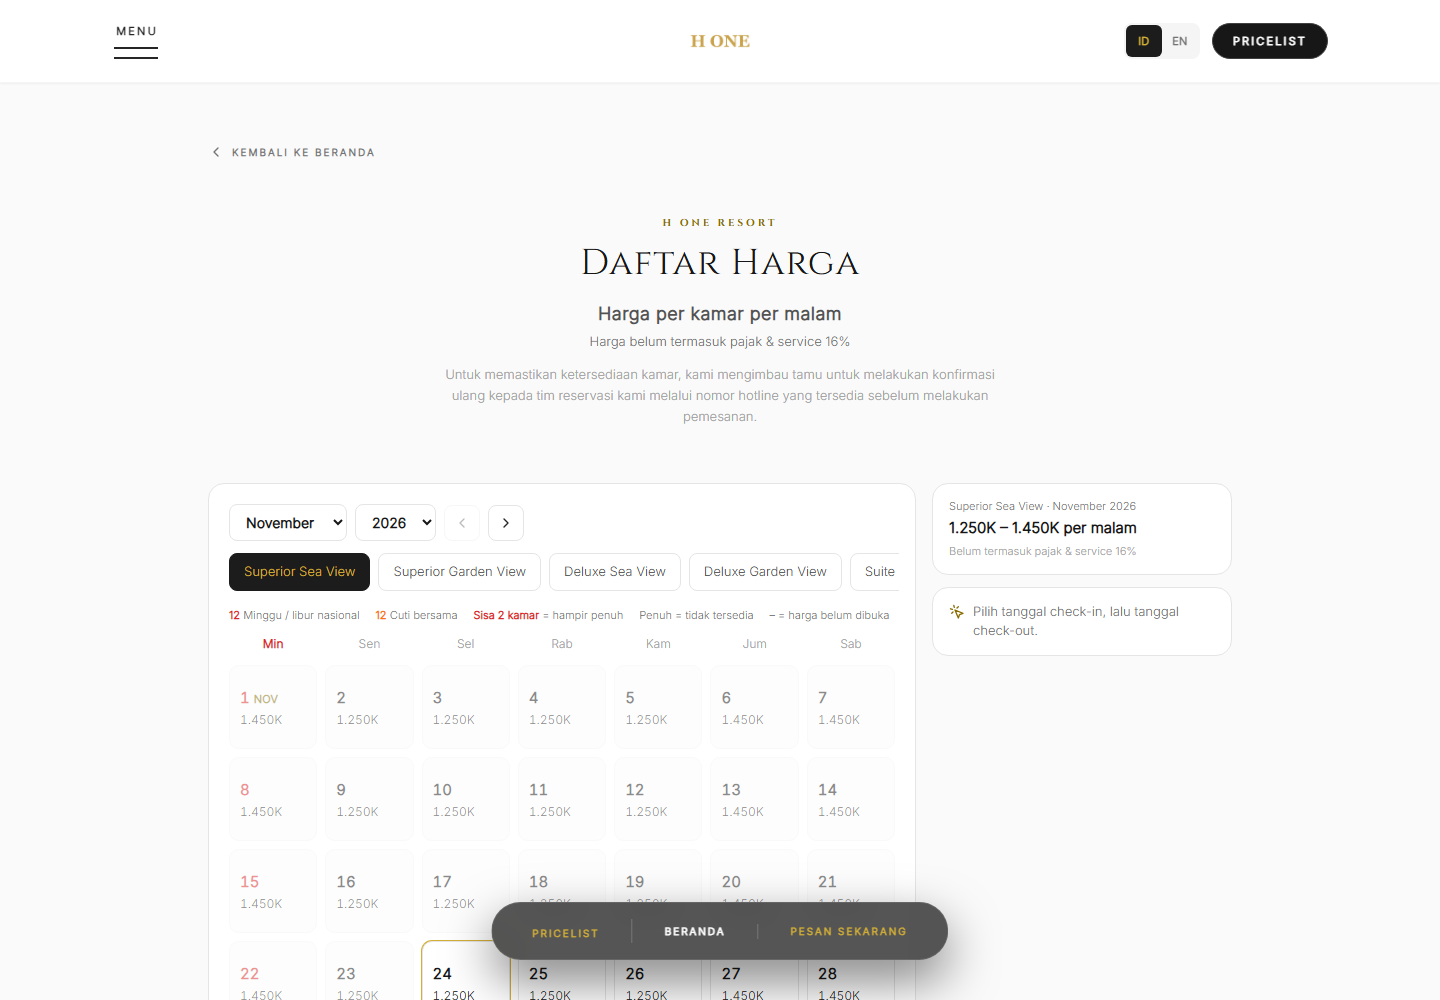 MENU
H ONE
ID EN
PRICELIST
KEMBALI KE BERANDA
H ONE RESORT
DAFTAR HARGA
Harga per kamar per malam
Harga belum termasuk pajak & service 16%
Untuk memastikan ketersediaan kamar, kami mengimbau tamu untuk melakukan konfirmasi
ulang kepada tim reservasi kami melalui nomor hotline yang tersedia sebelum melakukan
pemesanan.
November 2026
Superior Sea View Superior Garden View Deluxe Sea View Deluxe Garden View Suite
12 Minggu / libur nasional 12 Cuti bersama Sisa 2 kamar = hampir penuh Penuh = tidak tersedia – = harga belum dibuka
Min Sen Sel Rab Kam Jum Sab
1 NOV 2 3 4 5 6 7
1.450K 1.250K 1.250K 1.250K 1.250K 1.450K 1.450K
8 9 10 11 12 13 14
1.450K 1.250K 1.250K 1.250K 1.250K 1.450K 1.450K
15 16 17 18 19 20 21
1.450K 1.250K 1.250K 1.250K 1.250K 1.450K 1.450K
22 23 24 25 26 27 28
1.450K 1.250K 1.250K 1.250K 1.250K 1.450K 1.450K
Superior Sea View · November 2026
1.250K – 1.450K per malam
Belum termasuk pajak & service 16%
Pilih tanggal check-in, lalu tanggal
check-out.
PRICELIST BERANDA PESAN SEKARANG